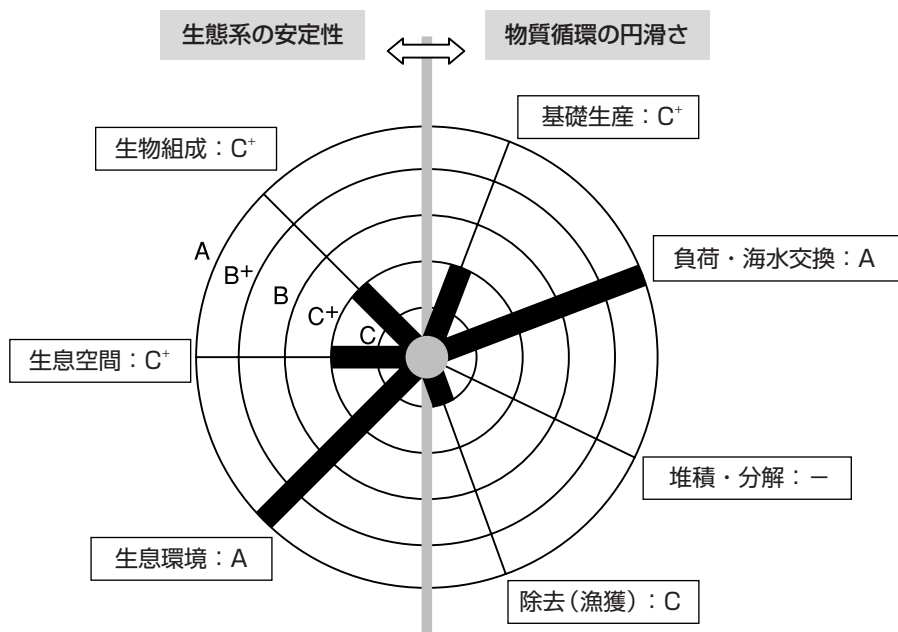 生態系の安定性
物質循環の円滑さ
基礎生産：C⁺
生物組成：C⁺
負荷・海水交換：A
A
B⁺
B
C⁺
C
生息空間：C⁺
堆積・分解：－
生息環境：A
除去（漁獲）：C